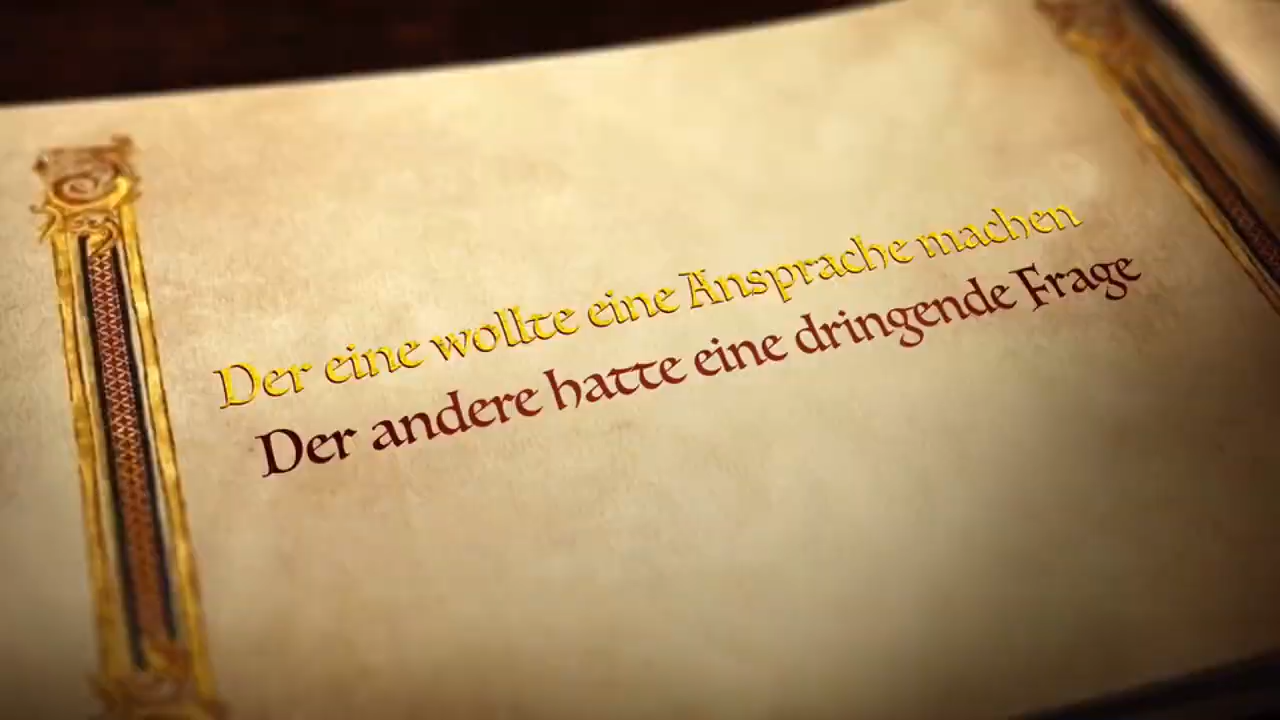 Der eine wollte eine Ansprache machen
Der andere hatte eine dringende Frage